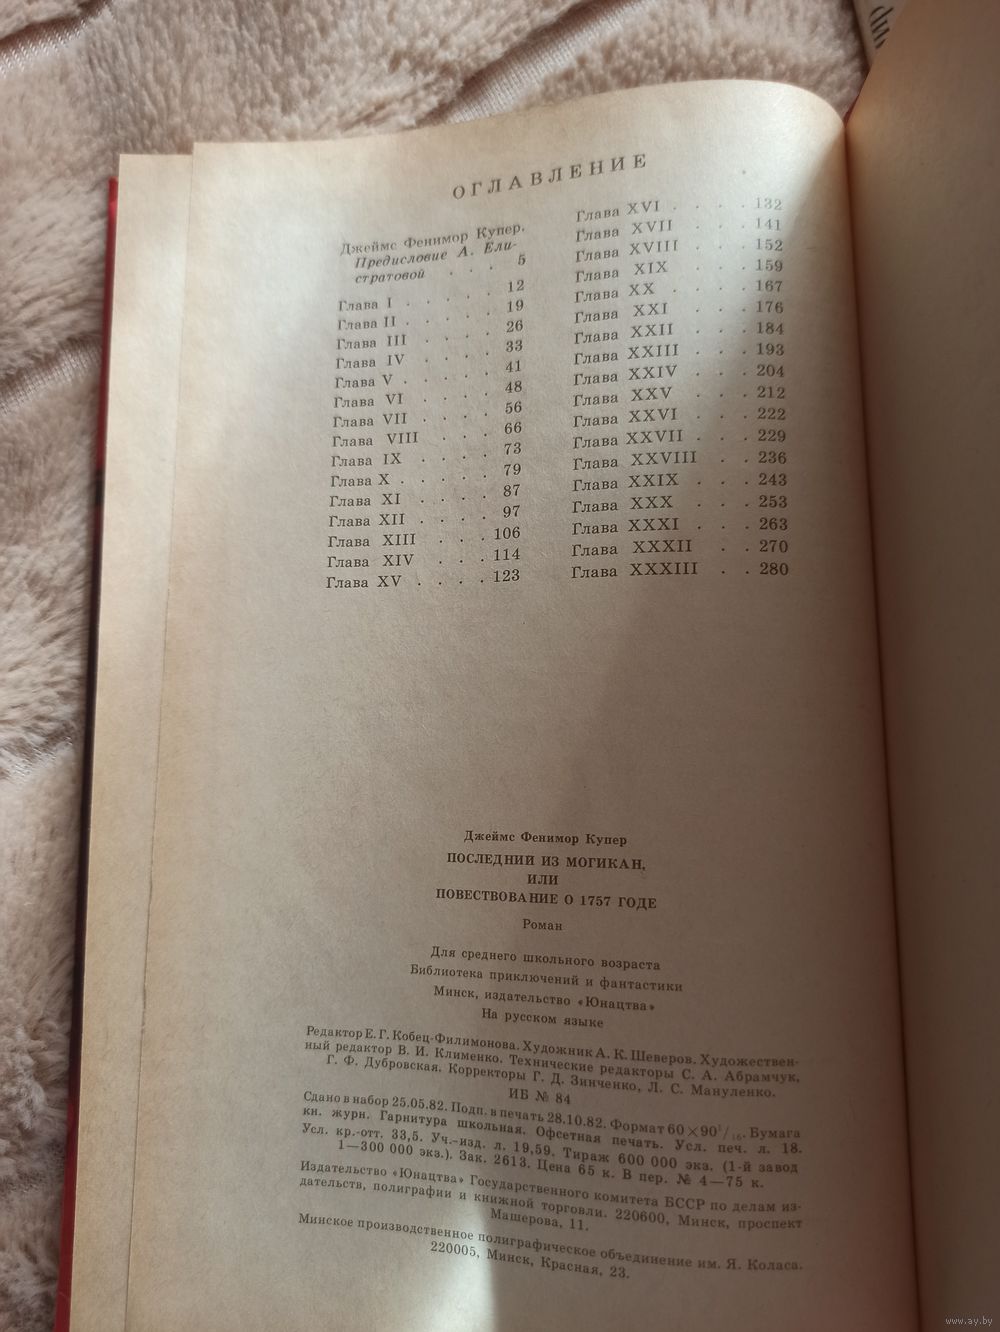 ОГЛАВЛЕНИЕ
Джеймс Фенимор Купер.
Предисловие А. Ели-
стратовой . . . 5
Глава I . . . . . 12
Глава II . . . . . 19
Глава III . . . . 26
Глава IV . . . . 33
Глава V . . . . . 41
Глава VI . . . . 48
Глава VII . . . . 56
Глава VIII . . . 66
Глава IX . . . . 73
Глава X . . . . . 79
Глава XI . . . . 87
Глава XII . . . . 97
Глава XIII . . . 106
Глава XIV . . . 114
Глава XV . . . . 123
Глава XVI . . . . 132
Глава XVII . . . 141
Глава XVIII . . . 152
Глава XIX . . . 159
Глава XX . . . . 167
Глава XXI . . . 176
Глава XXII . . . 184
Глава XXIII . . . 193
Глава XXIV . . . 204
Глава XXV . . . 212
Глава XXVI . . . 222
Глава XXVII . . . 229
Глава XXVIII . . 236
Глава XXIX . . . 243
Глава XXX . . . 253
Глава XXXI . . . 263
Глава XXXII . . 270
Глава XXXIII . . 280
Джеймс Фенимор Купер
ПОСЛЕДНИЙ ИЗ МОГИКАН,
ИЛИ
ПОВЕСТВОВАНИЕ О 1757 ГОДЕ
Роман
Для среднего школьного возраста
Библиотека приключений и фантастики
Минск, издательство «Юнацтва»
На русском языке
Редактор Е. Г. Кобец-Филимонова. Художник А. К. Шеверов. Художествен-
ный редактор В. И. Клименко. Технические редакторы С. А. Абрамчук,
Г. Ф. Дубровская. Корректоры Г. Д. Зинченко, Л. С. Мануленко.
ИБ № 84
Сдано в набор 25.05.82. Подп. в печать 28.10.82. Формат 60×90¹/₁₆. Бумага
кн. журн. Гарнитура школьная. Офсетная печать. Усл. печ. л. 18.
Усл. кр.-отт. 33,5. Уч.-изд. л. 19,59. Тираж 600 000 экз. (1-й завод
1—300 000 экз.). Зак. 2613. Цена 65 к. В пер. № 4—75 к.
Издательство «Юнацтва» Государственного комитета БССР по делам из-
дательств, полиграфии и книжной торговли. 220600, Минск, проспект
Машерова, 11.
Минское производственное полиграфическое объединение им. Я. Коласа.
220005, Минск, Красная, 23.
www.ay.by